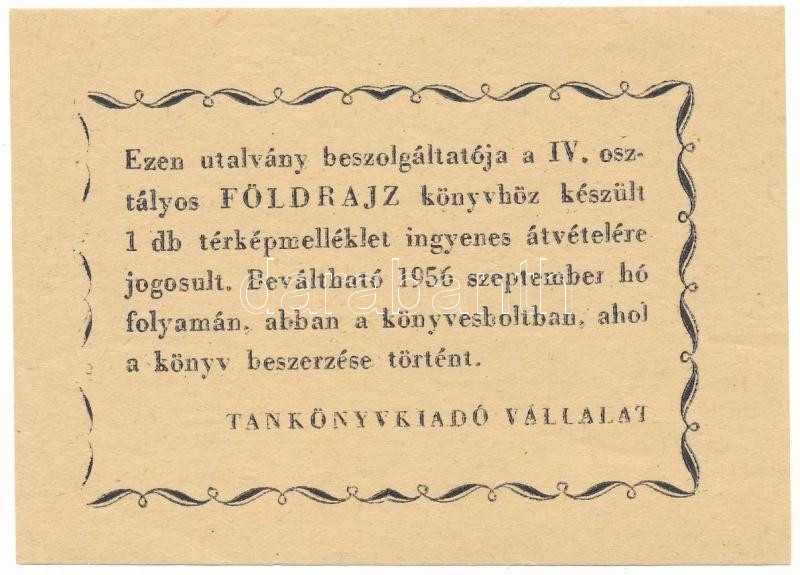 Ezen utalvány beszolgáltatója a IV. osz-
tályos FÖLDRAJZ könyvhöz készült
1 db térképmelléklet ingyenes átvételére
jogosult. Beváltható 1956 szeptember hó
folyamán, abban a könyvesboltban, ahol
a könyv beszerzése történt.
TANKÖNYVKIADÓ VÁLLALAT
darabanth